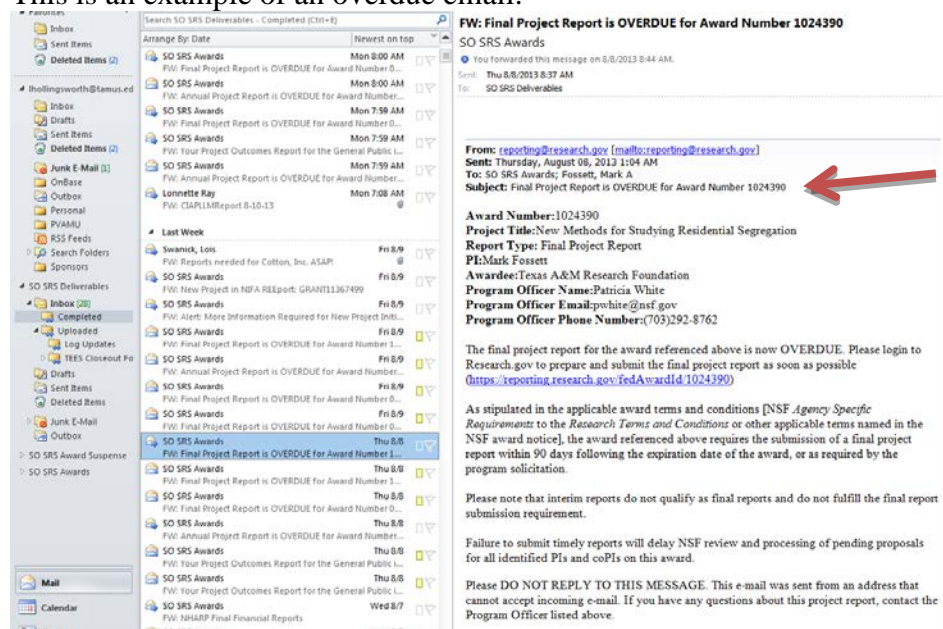 This is an example of an overdue email:
Favorites
Inbox
Sent Items
Deleted Items (2)
lhollingsworth@tamus.ed
Inbox
Drafts
Sent Items
Deleted Items (2)
Junk E-Mail [1]
OnBase
Outbox
Personal
PVAMU
RSS Feeds
Search Folders
Sponsors
SO SRS Deliverables
Inbox [28]
Completed
Uploaded
Log Updates
TEES Closeout Fo
Drafts
Sent Items
Deleted Items
Junk E-Mail
Outbox
SO SRS Award Suspense
SO SRS Awards
Mail
Calendar
Search SO SRS Deliverables - Completed (Ctrl+E)
Arrange By: Date Newest on top
SO SRS Awards Mon 8:00 AM
FW: Final Project Report is OVERDUE for Award Number 0...
SO SRS Awards Mon 8:00 AM
FW: Annual Project Report is OVERDUE for Award Number...
SO SRS Awards Mon 7:59 AM
FW: Final Project Report is OVERDUE for Award Number 0...
SO SRS Awards Mon 7:59 AM
FW: Your Project Outcomes Report for the General Public i...
SO SRS Awards Mon 7:59 AM
FW: Annual Project Report is OVERDUE for Award Number...
Lonnette Ray Mon 7:08 AM
FW: CIAPLLMReport 8-10-13
Last Week
Swanick, Lois Fri 8/9
FW: Reports needed for Cotton, Inc. ASAP!
SO SRS Awards Fri 8/9
FW: New Project in NIFA REEport: GRANT11367499
SO SRS Awards Fri 8/9
FW: Alert: More Information Required for New Project Initi...
SO SRS Awards Fri 8/9
FW: Final Project Report is OVERDUE for Award Number 1...
SO SRS Awards Fri 8/9
FW: Annual Project Report is OVERDUE for Award Number...
SO SRS Awards Fri 8/9
FW: Final Project Report is OVERDUE for Award Number 0...
SO SRS Awards Fri 8/9
FW: Final Project Report is OVERDUE for Award Number 0...
SO SRS Awards Thu 8/8
FW: Final Project Report is OVERDUE for Award Number 1...
SO SRS Awards Thu 8/8
FW: Final Project Report is OVERDUE for Award Number 1...
SO SRS Awards Thu 8/8
FW: Final Project Report is OVERDUE for Award Number 0...
SO SRS Awards Thu 8/8
FW: Annual Project Report is OVERDUE for Award Number...
SO SRS Awards Thu 8/8
FW: Your Project Outcomes Report for the General Public i...
SO SRS Awards Thu 8/8
FW: Your Project Outcomes Report for the General Public i...
SO SRS Awards Wed 8/7
FW: NHARP Final Financial Reports
FW: Final Project Report is OVERDUE for Award Number 1024390
SO SRS Awards
You forwarded this message on 8/8/2013 8:44 AM.
Sent: Thu 8/8/2013 8:37 AM
To: SO SRS Deliverables
From: reporting@research.gov [mailto:reporting@research.gov]
Sent: Thursday, August 08, 2013 1:04 AM
To: SO SRS Awards; Fossett, Mark A
Subject: Final Project Report is OVERDUE for Award Number 1024390
Award Number:1024390
Project Title:New Methods for Studying Residential Segregation
Report Type: Final Project Report
PI:Mark Fossett
Awardee:Texas A&M Research Foundation
Program Officer Name:Patricia White
Program Officer Email:pwhite@nsf.gov
Program Officer Phone Number:(703)292-8762
The final project report for the award referenced above is now OVERDUE. Please login to
Research.gov to prepare and submit the final project report as soon as possible
(https://reporting.research.gov/fedAwardId/1024390)
As stipulated in the applicable award terms and conditions [NSF Agency Specific
Requirements to the Research Terms and Conditions or other applicable terms named in the
NSF award notice], the award referenced above requires the submission of a final project
report within 90 days following the expiration date of the award, or as required by the
program solicitation.
Please note that interim reports do not qualify as final reports and do not fulfill the final report
submission requirement.
Failure to submit timely reports will delay NSF review and processing of pending proposals
for all identified PIs and coPIs on this award.
Please DO NOT REPLY TO THIS MESSAGE. This e-mail was sent from an address that
cannot accept incoming e-mail. If you have any questions about this project report, contact the
Program Officer listed above.